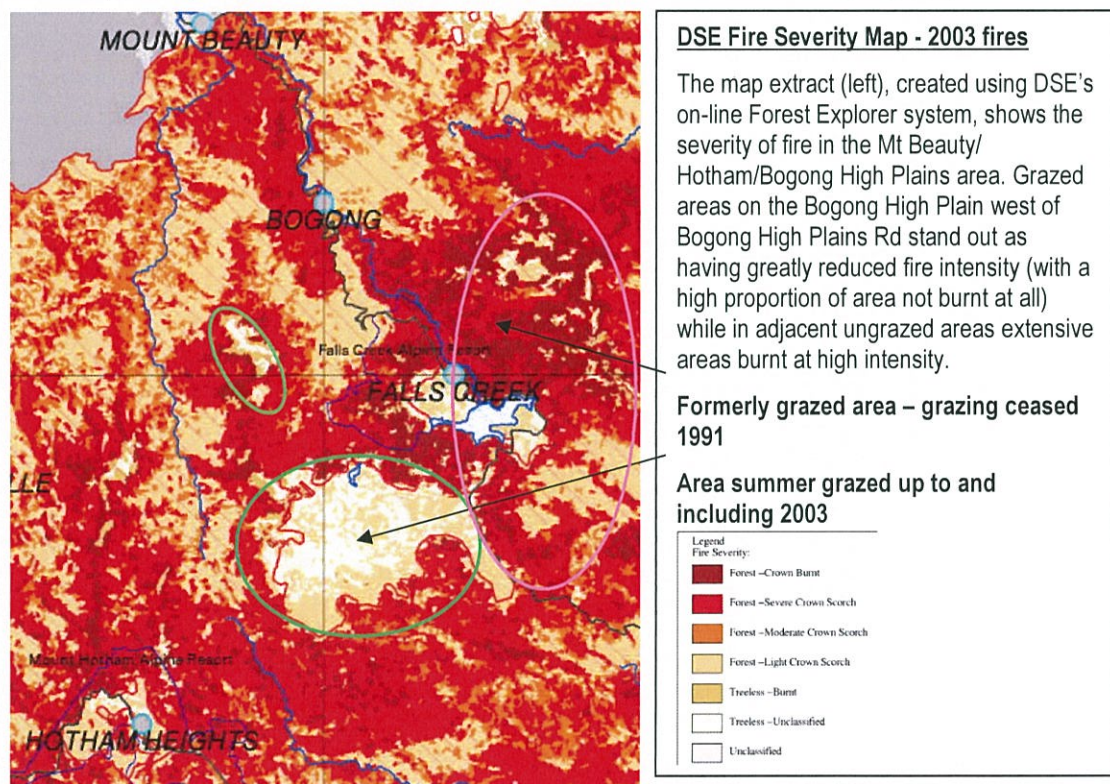 MOUNT BEAUTY
BOGONG
Falls Creek Alpine Resort
FALLS CREEK
LLE
Mount Hotham Alpine Resort
HOTHAM HEIGHTS
DSE Fire Severity Map - 2003 fires
The map extract (left), created using DSE's
on-line Forest Explorer system, shows the
severity of fire in the Mt Beauty/
Hotham/Bogong High Plains area. Grazed
areas on the Bogong High Plain west of
Bogong High Plains Rd stand out as
having greatly reduced fire intensity (with a
high proportion of area not burnt at all)
while in adjacent ungrazed areas extensive
areas burnt at high intensity.
Formerly grazed area – grazing ceased
1991
Area summer grazed up to and
including 2003
Legend
Fire Severity:
Forest –Crown Burnt
Forest –Severe Crown Scorch
Forest –Moderate Crown Scorch
Forest –Light Crown Scorch
Treeless –Burnt
Treeless –Unclassified
Unclassified